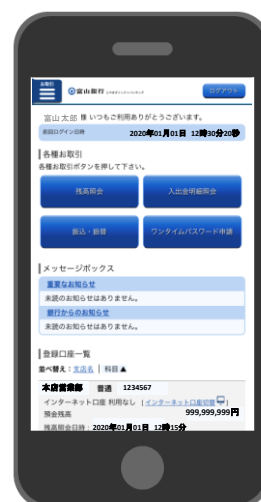 お取引
富山銀行
ログアウト
富山太郎 様 いつもご利用ありがとうございます。
前回ログイン日時 2020年01月01日 12時30分20秒
各種お取引
各種お取引ボタンを押して下さい。
残高照会 入出金明細照会
振込・振替 ワンタイムパスワード申請
メッセージボックス
重要なお知らせ
未読のお知らせはありません。
銀行からのお知らせ
未読のお知らせはありません。
登録口座一覧
並べ替え：支店名 | 科目▲
本店営業部 普通 1234567
インターネット口座 利用なし [インターネット口座切替]
預金残高 999,999,999円
残高照会日時：2020年01月01日 12時15分